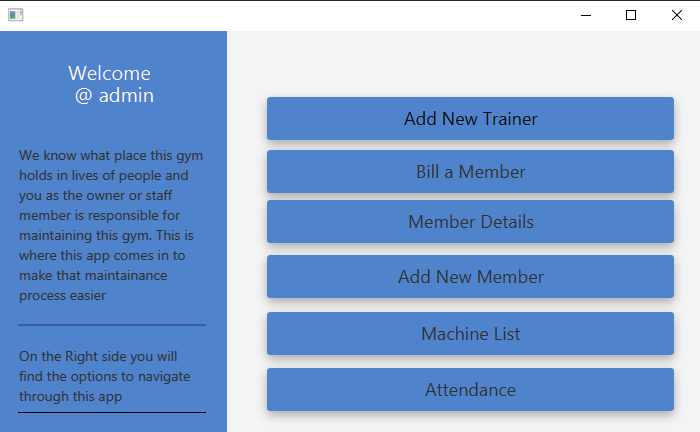 Welcome
@ admin
We know what place this gym
holds in lives of people and
you as the owner or staff
member is responsible for
maintaining this gym. This is
where this app comes in to
make that maintainance
process easier
On the Right side you will
find the options to navigate
through this app
Add New Trainer
Bill a Member
Member Details
Add New Member
Machine List
Attendance